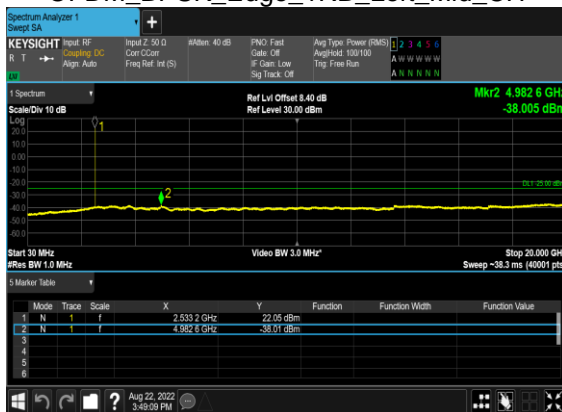 Spectrum Analyzer 1
Swept SA
KEYSIGHT
R T
Input: RF
Coupling: DC
Align: Auto
Input Z: 50 Ω
Corr CCorr
Freq Ref: Int (S)
#Atten: 40 dB
PNO: Fast
Gate: Off
IF Gain: Low
Sig Track: Off
Avg Type: Power (RMS)
Avg|Hold: 100/100
Trig: Free Run
1 2 3 4 5 6
A W W W W W
A N N N N N
1 Spectrum
Scale/Div 10 dB
Ref Lvl Offset 8.40 dB
Ref Level 30.00 dBm
Mkr2 4.982 6 GHz
-38.005 dBm
Log
20.0
10.0
0.00
-10.0
-20.0
-30.0
-40.0
-50.0
-60.0
1
2
Start 30 MHz
#Res BW 1.0 MHz
Video BW 3.0 MHz*
Stop 20.000 GH
Sweep ~38.3 ms (40001 pts
5 Marker Table
Mode Trace Scale X Y Function Function Width Function Value
1 N 1 f 2.533 2 GHz 22.05 dBm
2 N 1 f 4.982 6 GHz -38.01 dBm
3
4
5
6
Aug 22, 2022
3:49:09 PM